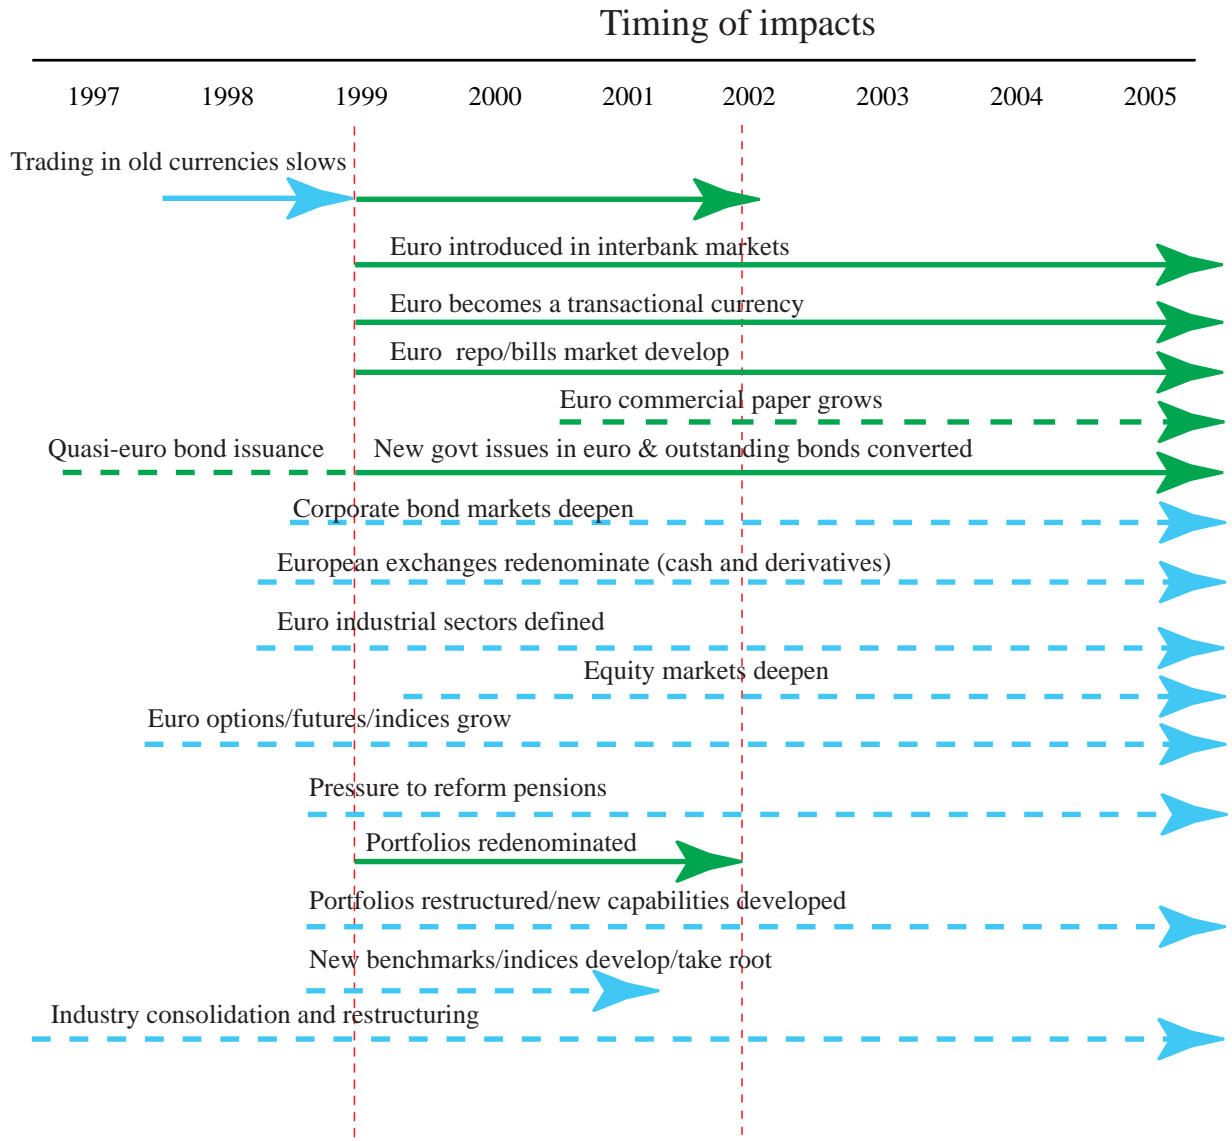 Timing of impacts
1997 1998 1999 2000 2001 2002 2003 2004 2005
Trading in old currencies slows
Euro introduced in interbank markets
Euro becomes a transactional currency
Euro repo/bills market develop
Euro commercial paper grows
Quasi-euro bond issuance New govt issues in euro & outstanding bonds converted
Corporate bond markets deepen
European exchanges redenominate (cash and derivatives)
Euro industrial sectors defined
Equity markets deepen
Euro options/futures/indices grow
Pressure to reform pensions
Portfolios redenominated
Portfolios restructured/new capabilities developed
New benchmarks/indices develop/take root
Industry consolidation and restructuring